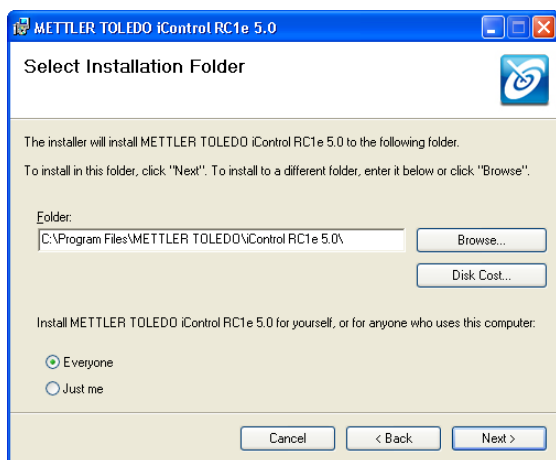 METTLER TOLEDO iControl RC1e 5.0
Select Installation Folder
The installer will install METTLER TOLEDO iControl RC1e 5.0 to the following folder.
To install in this folder, click "Next". To install to a different folder, enter it below or click "Browse".
Folder:
C:\Program Files\METTLER TOLEDO\iControl RC1e 5.0\
Browse...
Disk Cost...
Install METTLER TOLEDO iControl RC1e 5.0 for yourself, or for anyone who uses this computer:
Everyone
Just me
Cancel
< Back
Next >